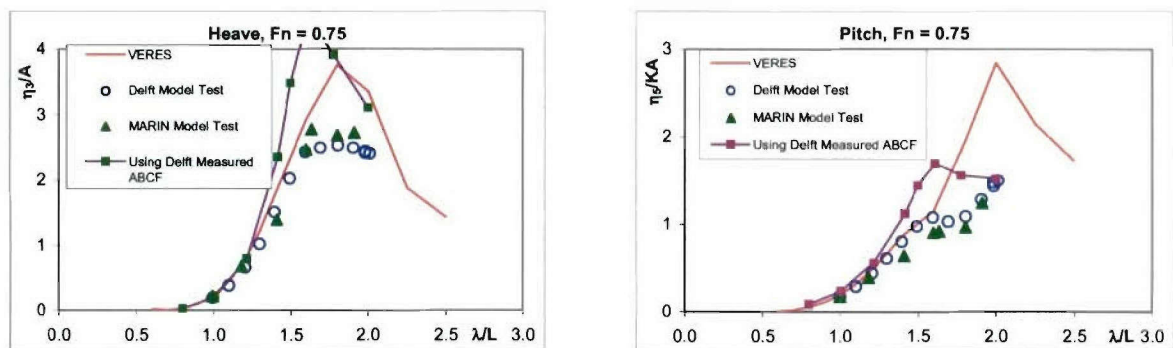 Heave, Fn = 0.75
η3/A
4
3
2
1
0
VERES
Delft Model Test
MARIN Model Test
Using Delft Measured
ABCF
0.0 0.5 1.0 1.5 2.0 2.5 3.0
λ/L
Pitch, Fn = 0.75
η5/KA
3
2
1
0
VERES
Delft Model Test
MARIN Model Test
Using Delft Measured ABCF
0.0 0.5 1.0 1.5 2.0 2.5 3.0
λ/L